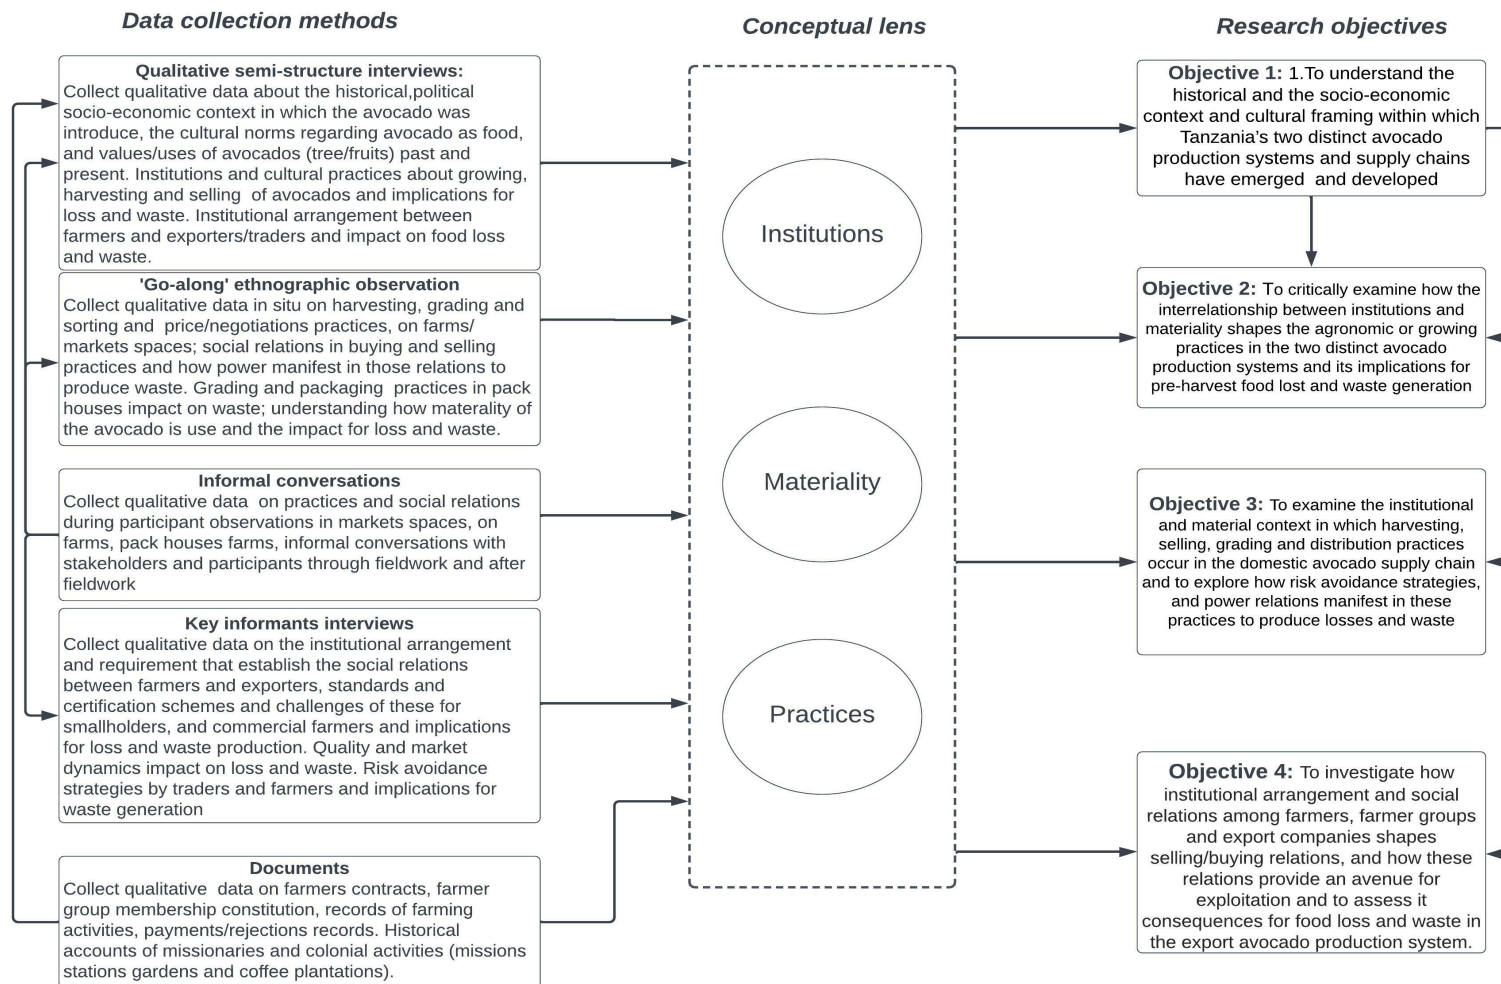 Data collection methods
Qualitative semi-structure interviews:
Collect qualitative data about the historical,political
socio-economic context in which the avocado was
introduce, the cultural norms regarding avocado as food,
and values/uses of avocados (tree/fruits) past and
present. Institutions and cultural practices about growing,
harvesting and selling of avocados and implications for
loss and waste. Institutional arrangement between
farmers and exporters/traders and impact on food loss
and waste.
'Go-along' ethnographic observation
Collect qualitative data in situ on harvesting, grading and
sorting and price/negotiations practices, on farms/
markets spaces; social relations in buying and selling
practices and how power manifest in those relations to
produce waste. Grading and packaging practices in pack
houses impact on waste; understanding how materality of
the avocado is use and the impact for loss and waste.
Informal conversations
Collect qualitative data on practices and social relations
during participant observations in markets spaces, on
farms, pack houses farms, informal conversations with
stakeholders and participants through fieldwork and after
fieldwork
Key informants interviews
Collect qualitative data on the institutional arrangement
and requirement that establish the social relations
between farmers and exporters, standards and
certification schemes and challenges of these for
smallholders, and commercial farmers and implications
for loss and waste production. Quality and market
dynamics impact on loss and waste. Risk avoidance
strategies by traders and farmers and implications for
waste generation
Documents
Collect qualitative data on farmers contracts, farmer
group membership constitution, records of farming
activities, payments/rejections records. Historical
accounts of missionaries and colonial activities (missions
stations gardens and coffee plantations).
Conceptual lens
Institutions
Materiality
Practices
Research objectives
Objective 1: 1.To understand the
historical and the socio-economic
context and cultural framing within which
Tanzania's two distinct avocado
production systems and supply chains
have emerged and developed
Objective 2: To critically examine how the
interrelationship between institutions and
materiality shapes the agronomic or growing
practices in the two distinct avocado
production systems and its implications for
pre-harvest food lost and waste generation
Objective 3: To examine the institutional
and material context in which harvesting,
selling, grading and distribution practices
occur in the domestic avocado supply chain
and to explore how risk avoidance strategies,
and power relations manifest in these
practices to produce losses and waste
Objective 4: To investigate how
institutional arrangement and social
relations among farmers, farmer groups
and export companies shapes
selling/buying relations, and how these
relations provide an avenue for
exploitation and to assess it
consequences for food loss and waste in
the export avocado production system.